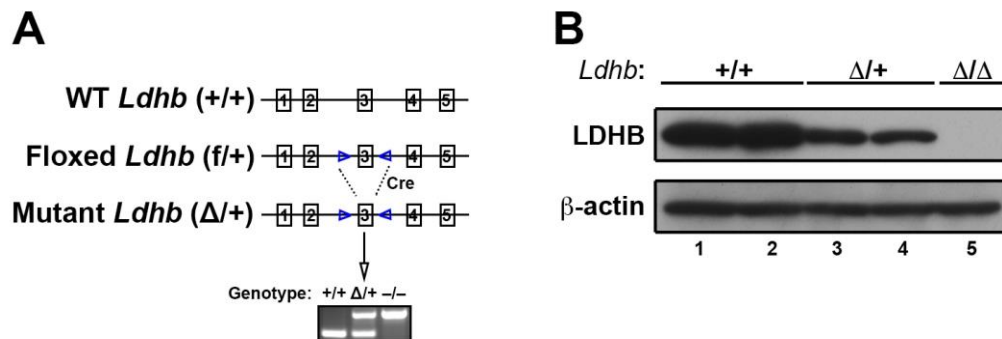 A
WT Ldhb (+/+) 1 2 3 4 5
Floxed Ldhb (f/+) 1 2 3 4 5
Cre
Mutant Ldhb (Δ/+) 1 2 3 4 5
Genotype: +/+ Δ/+ –/–
B
Ldhb: +/+ Δ/+ Δ/Δ
LDHB
β-actin
1 2 3 4 5